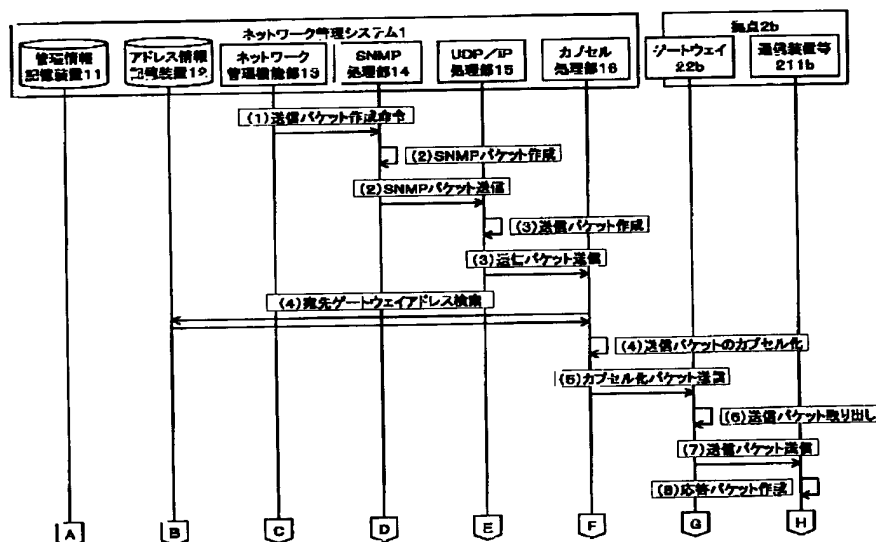 ネットワーク管理システム1
拠点2b
管理情報
記憶装置11
アドレス情報
記憶装置12
ネットワーク
管理機能部13
SNMP
処理部14
UDP/IP
処理部15
カプセル
処理部16
ゲートウェイ
22b
通信装置等
211b
(1)送信パケット作成命令
(2)SNMPパケット作成
(2)SNMPパケット送信
(3)送信パケット作成
(3)送信パケット送信
(4)宛先ゲートウェイアドレス検索
(4)送信パケットのカプセル化
(5)カプセル化パケット送信
(6)送信パケット取り出し
(7)送信パケット送信
(8)応答パケット作成
A
B
C
D
E
F
G
H